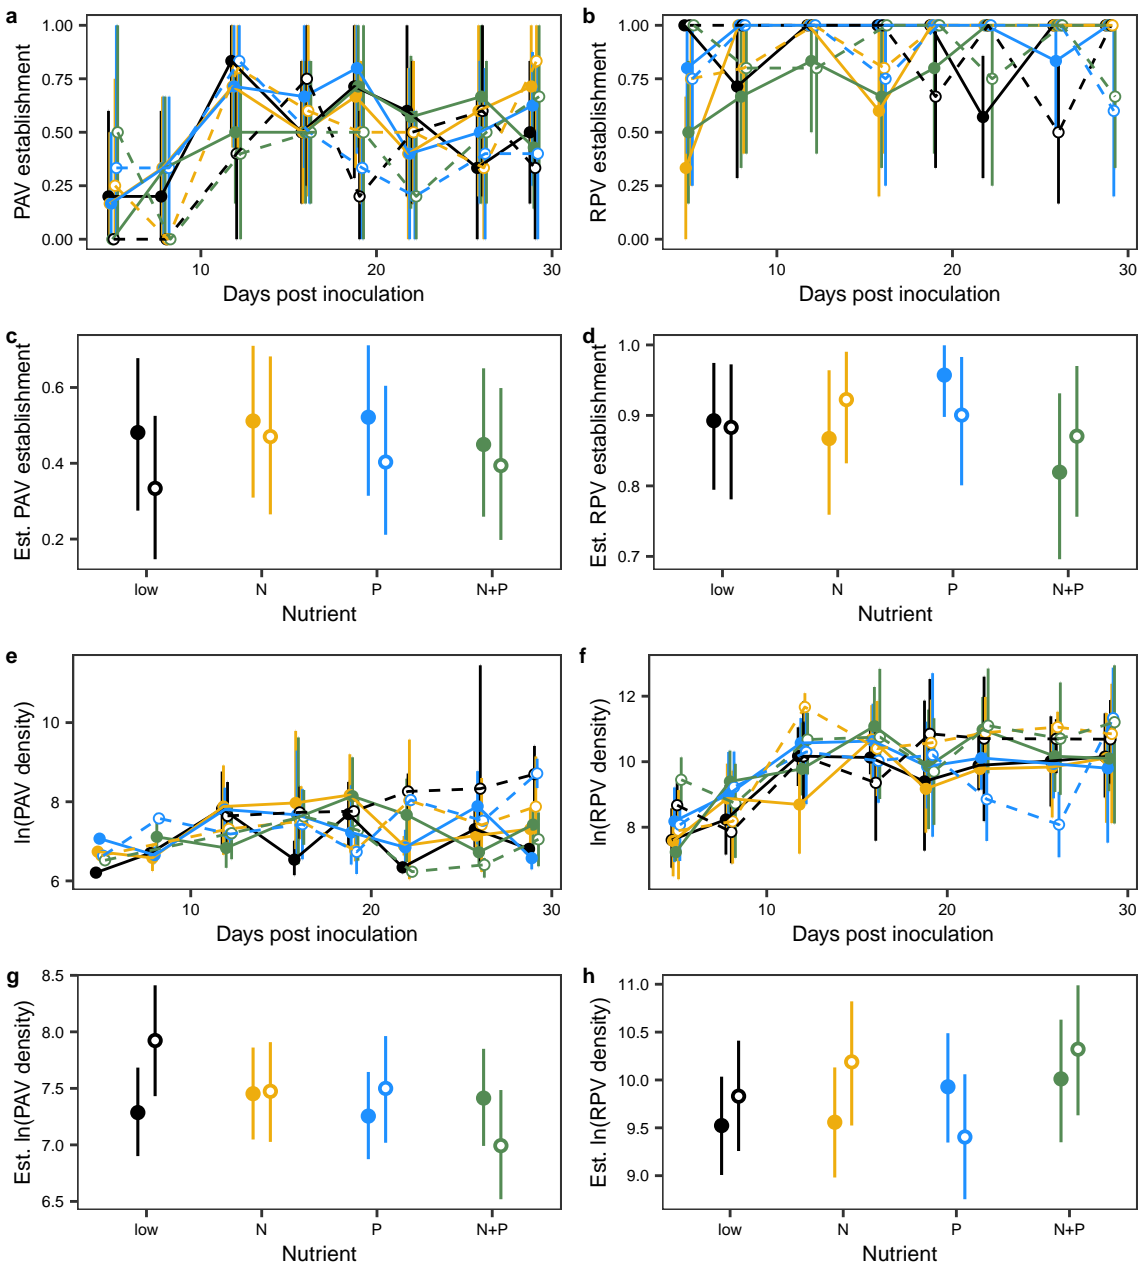 a
PAV establishment
1.00
0.75
0.50
0.25
0.00
10
20
30
Days post inoculation
b
RPV establishment
1.00
0.75
0.50
0.25
0.00
10
20
30
Days post inoculation
c
Est. PAV establishment
0.6
0.4
0.2
low
N
P
N+P
Nutrient
d
Est. RPV establishment
1.0
0.9
0.8
0.7
low
N
P
N+P
Nutrient
e
ln(PAV density)
10
8
6
10
20
30
Days post inoculation
f
ln(RPV density)
12
10
8
10
20
30
Days post inoculation
g
Est. ln(PAV density)
8.5
8.0
7.5
7.0
6.5
low
N
P
N+P
Nutrient
h
Est. ln(RPV density)
11.0
10.5
10.0
9.5
9.0
low
N
P
N+P
Nutrient